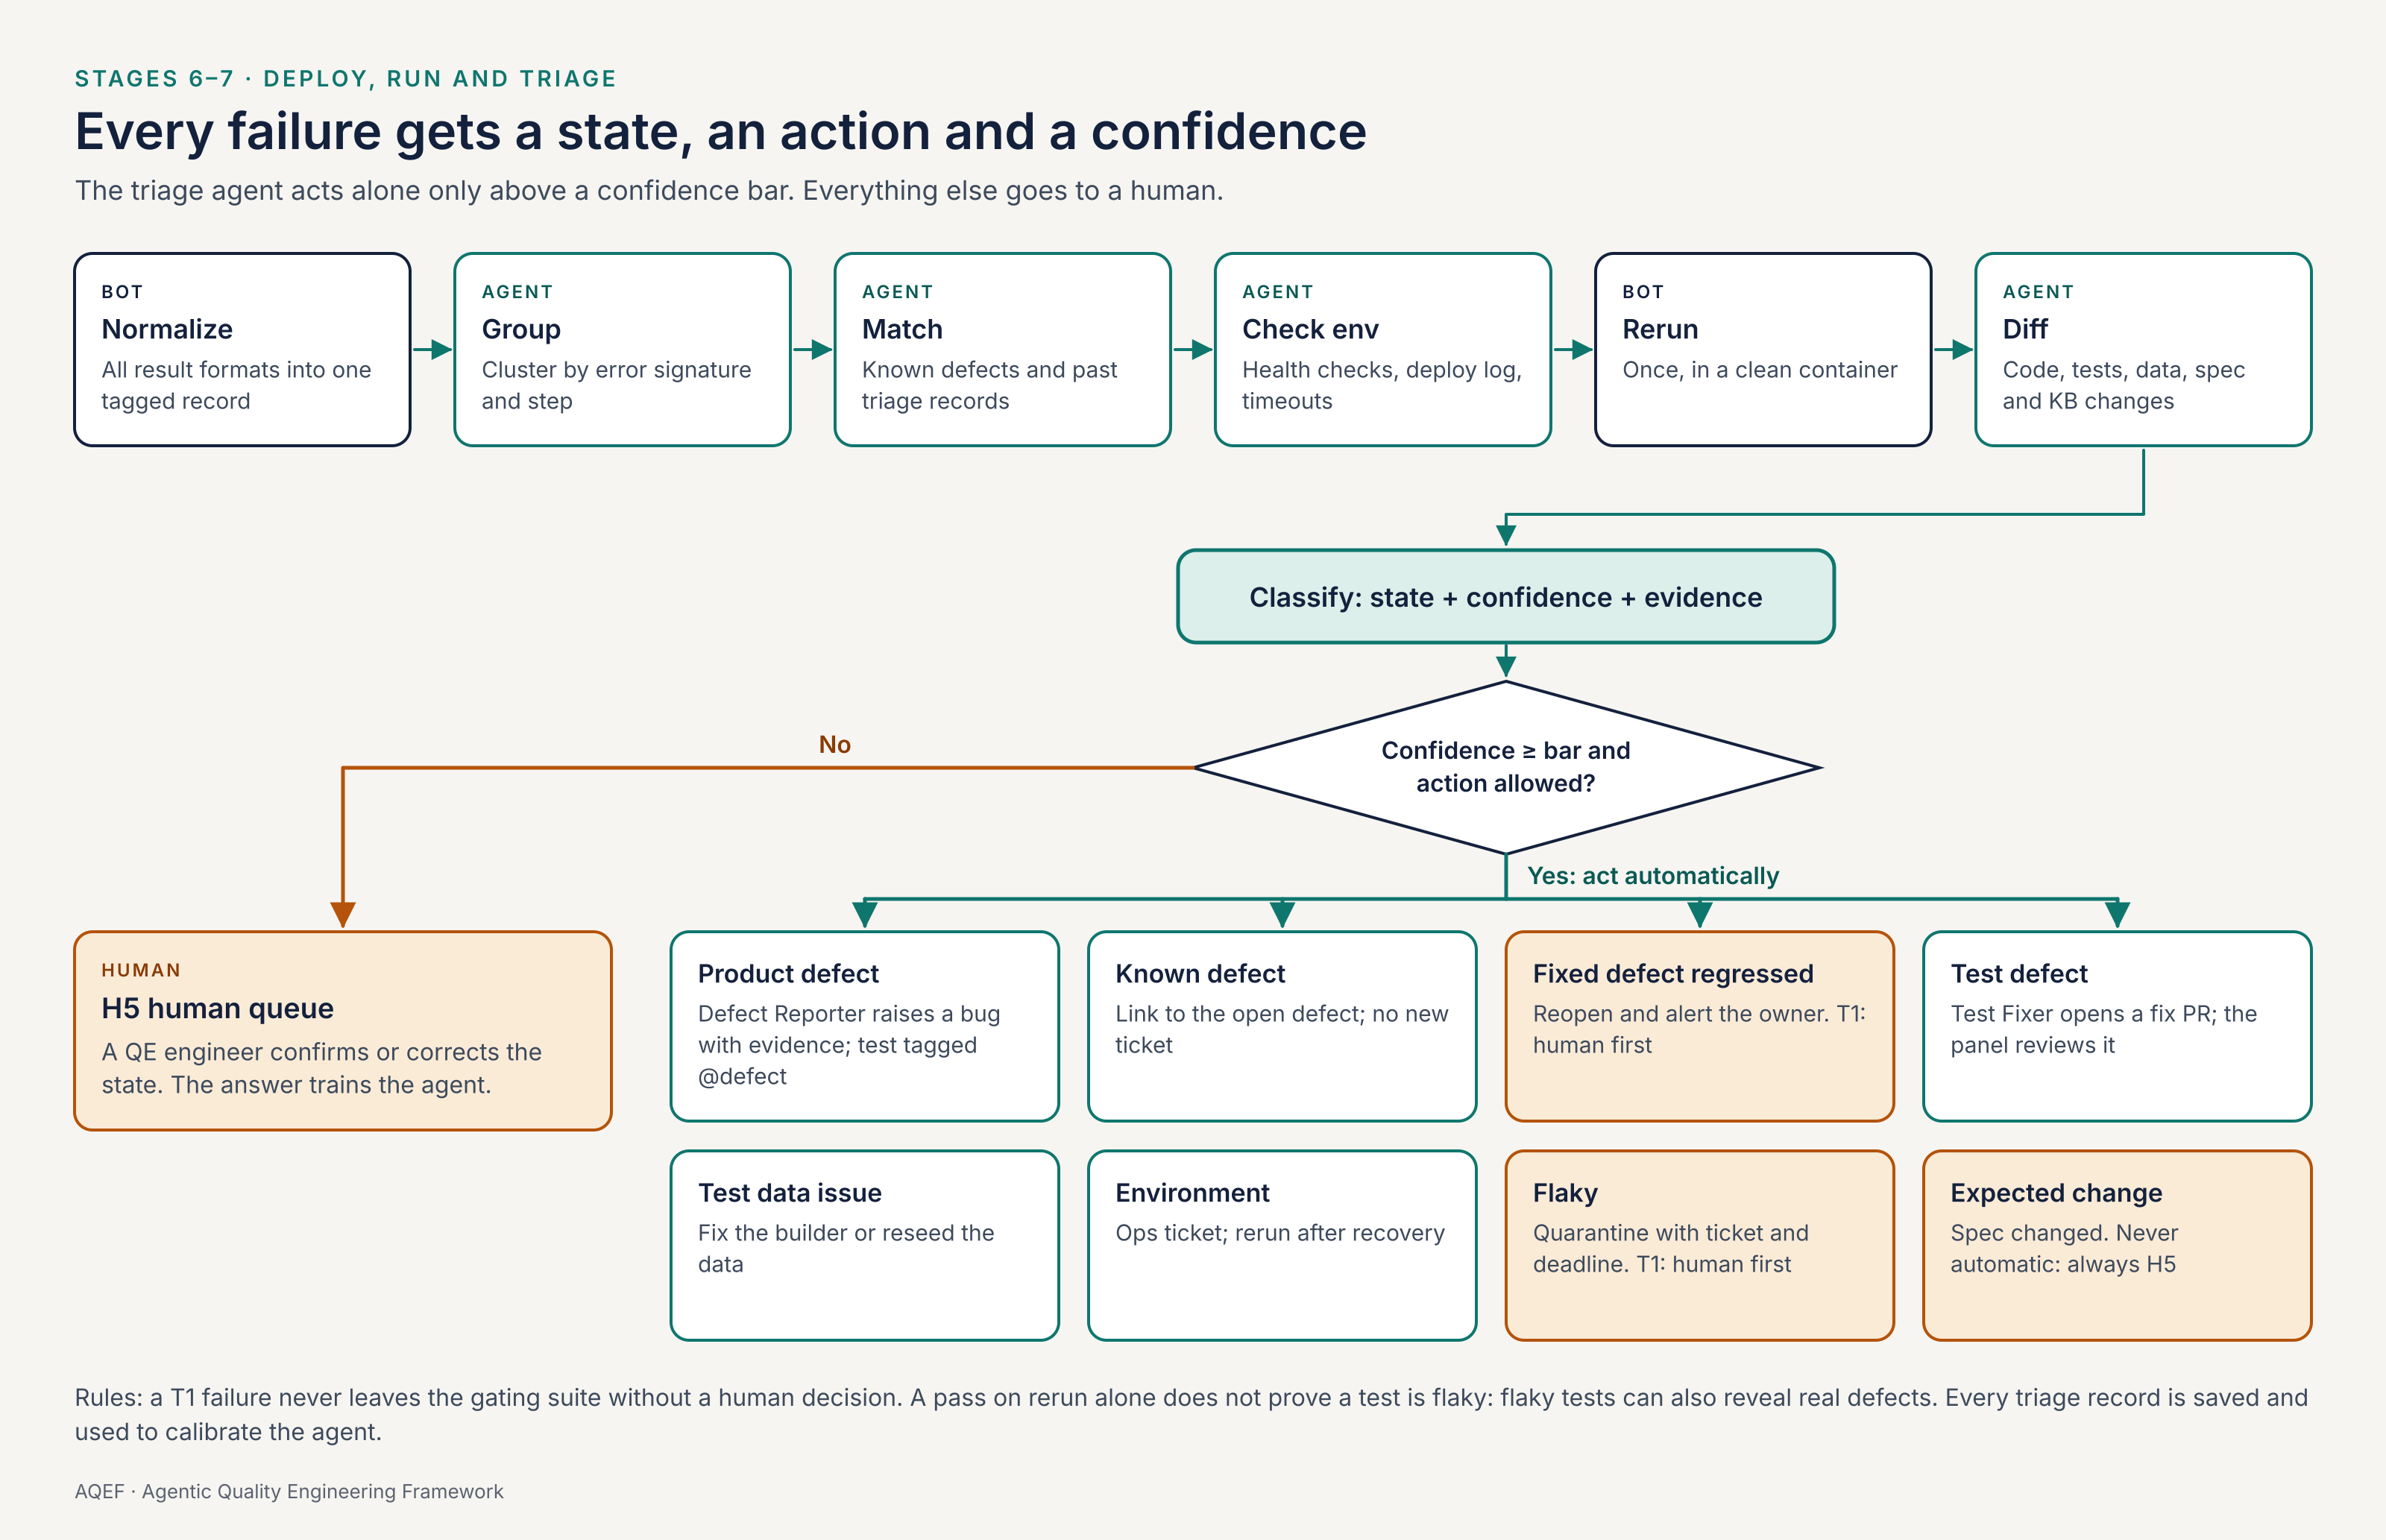 STAGES 6–7 · DEPLOY, RUN AND TRIAGE
Every failure gets a state, an action and a confidence
The triage agent acts alone only above a confidence bar. Everything else goes to a human.
BOT
Normalize
All result formats into one
tagged record
AGENT
Group
Cluster by error signature
and step
AGENT
Match
Known defects and past
triage records
AGENT
Check env
Health checks, deploy log,
timeouts
BOT
Rerun
Once, in a clean container
AGENT
Diff
Code, tests, data, spec
and KB changes
Classify: state + confidence + evidence
Confidence ≥ bar and
action allowed?
No
Yes: act automatically
HUMAN
H5 human queue
A QE engineer confirms or corrects the
state. The answer trains the agent.
Product defect
Defect Reporter raises a bug
with evidence; test tagged
@defect
Known defect
Link to the open defect; no new
ticket
Fixed defect regressed
Reopen and alert the owner. T1:
human first
Test defect
Test Fixer opens a fix PR; the
panel reviews it
Test data issue
Fix the builder or reseed the
data
Environment
Ops ticket; rerun after recovery
Flaky
Quarantine with ticket and
deadline. T1: human first
Expected change
Spec changed. Never
automatic: always H5
Rules: a T1 failure never leaves the gating suite without a human decision. A pass on rerun alone does not prove a test is flaky: flaky tests can also reveal real defects. Every triage record is saved and
used to calibrate the agent.
AQEF · Agentic Quality Engineering Framework